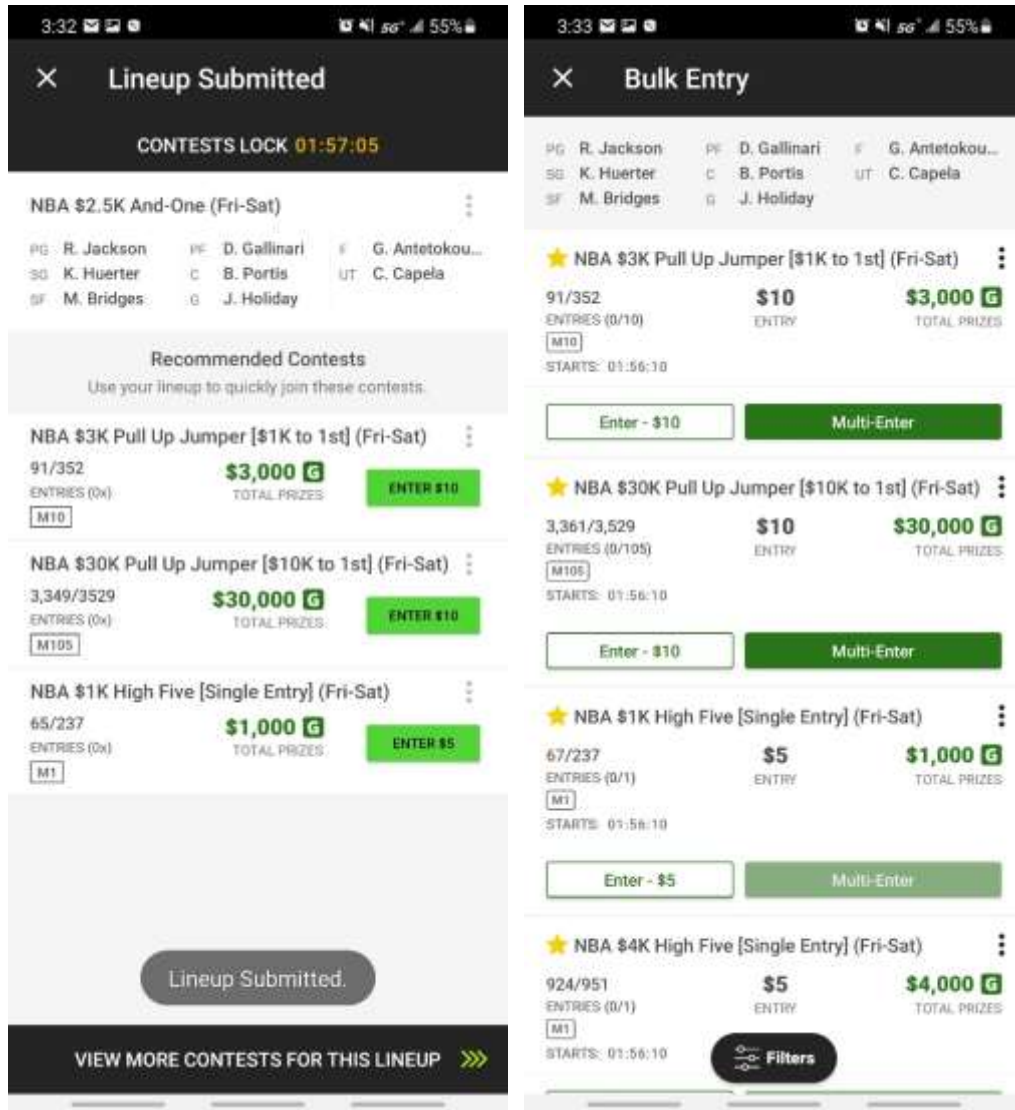 3:32 5G+ 55%
× Lineup Submitted
CONTESTS LOCK 01:57:05
NBA $2.5K And-One (Fri-Sat)
PG R. Jackson PF D. Gallinari F G. Antetokou...
SG K. Huerter C B. Portis UT C. Capela
SF M. Bridges G J. Holiday
Recommended Contests
Use your lineup to quickly join these contests.
NBA $3K Pull Up Jumper [$1K to 1st] (Fri-Sat)
91/352 $3,000 G ENTER $10
ENTRIES (0x) TOTAL PRIZES
M10
NBA $30K Pull Up Jumper [$10K to 1st] (Fri-Sat)
3,349/3529 $30,000 G ENTER $10
ENTRIES (0x) TOTAL PRIZES
M105
NBA $1K High Five [Single Entry] (Fri-Sat)
65/237 $1,000 G ENTER $5
ENTRIES (0x) TOTAL PRIZES
M1
Lineup Submitted.
VIEW MORE CONTESTS FOR THIS LINEUP >>>
3:33 5G+ 55%
× Bulk Entry
PG R. Jackson PF D. Gallinari F G. Antetokou...
SG K. Huerter C B. Portis UT C. Capela
SF M. Bridges G J. Holiday
NBA $3K Pull Up Jumper [$1K to 1st] (Fri-Sat)
91/352 $10 $3,000 G
ENTRIES (0/10) ENTRY TOTAL PRIZES
M10
STARTS: 01:56:10
Enter - $10 Multi-Enter
NBA $30K Pull Up Jumper [$10K to 1st] (Fri-Sat)
3,361/3,529 $10 $30,000 G
ENTRIES (0/105) ENTRY TOTAL PRIZES
M105
STARTS: 01:56:10
Enter - $10 Multi-Enter
NBA $1K High Five [Single Entry] (Fri-Sat)
67/237 $5 $1,000 G
ENTRIES (0/1) ENTRY TOTAL PRIZES
M1
STARTS: 01:56:10
Enter - $5 Multi-Enter
NBA $4K High Five [Single Entry] (Fri-Sat)
924/951 $5 $4,000 G
ENTRIES (0/1) ENTRY TOTAL PRIZES
M1
STARTS: 01:56:10
Filters